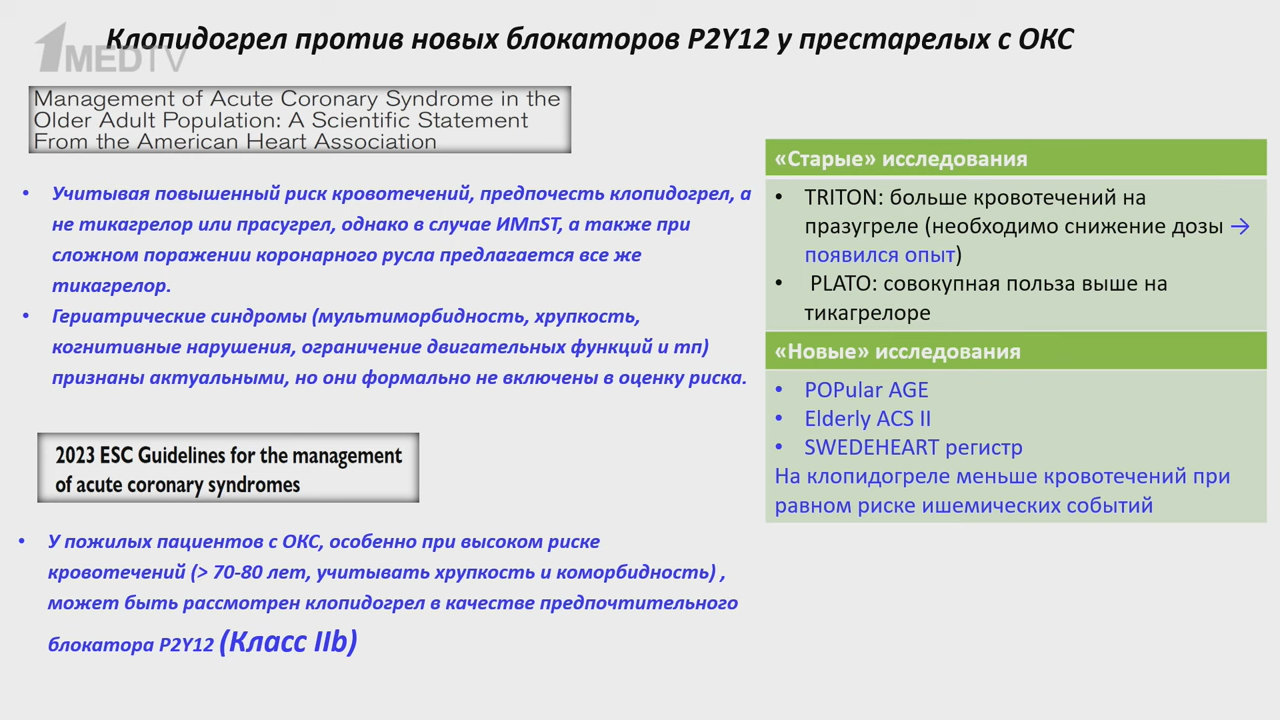 1MEDTV
Клопидогрел против новых блокаторов P2Y12 у престарелых с ОКС
Management of Acute Coronary Syndrome in the
Older Adult Population: A Scientific Statement
From the American Heart Association
• Учитывая повышенный риск кровотечений, предпочесть клопидогрел, а
не тикагрелор или прасугрел, однако в случае ИМпST, а также при
сложном поражении коронарного русла предлагается все же
тикагрелор.
• Гериатрические синдромы (мультиморбидность, хрупкость,
когнитивные нарушения, ограничение двигательных функций и тп)
признаны актуальными, но они формально не включены в оценку риска.
2023 ESC Guidelines for the management
of acute coronary syndromes
• У пожилых пациентов с ОКС, особенно при высоком риске
кровотечений (> 70-80 лет, учитывать хрупкость и коморбидность) ,
может быть рассмотрен клопидогрел в качестве предпочтительного
блокатора P2Y12 (Класс IIb)
«Старые» исследования
• TRITON: больше кровотечений на
празугреле (необходимо снижение дозы →
появился опыт)
• PLATO: совокупная польза выше на
тикагрелоре
«Новые» исследования
• POPular AGE
• Elderly ACS II
• SWEDEHEART регистр
На клопидогреле меньше кровотечений при
равном риске ишемических событий